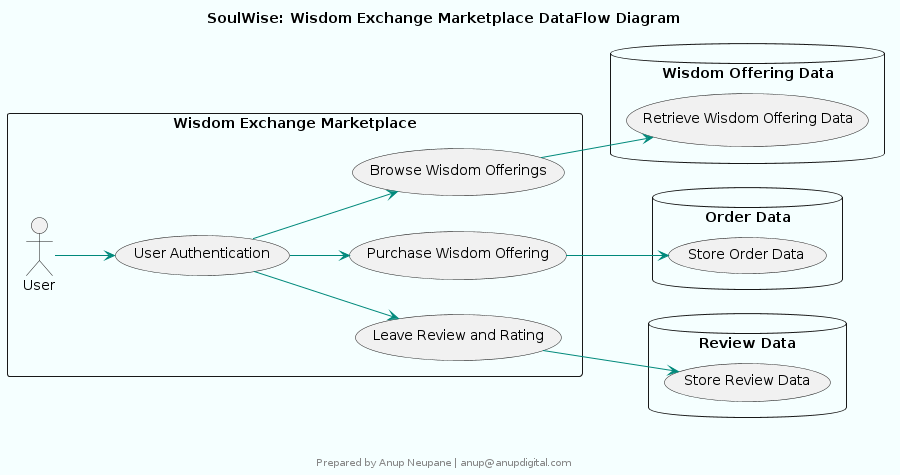 SoulWise: Wisdom Exchange Marketplace DataFlow Diagram
Wisdom Exchange Marketplace
User
User Authentication
Browse Wisdom Offerings
Purchase Wisdom Offering
Leave Review and Rating
Wisdom Offering Data
Retrieve Wisdom Offering Data
Order Data
Store Order Data
Review Data
Store Review Data
Prepared by Anup Neupane | anup@anupdigital.com